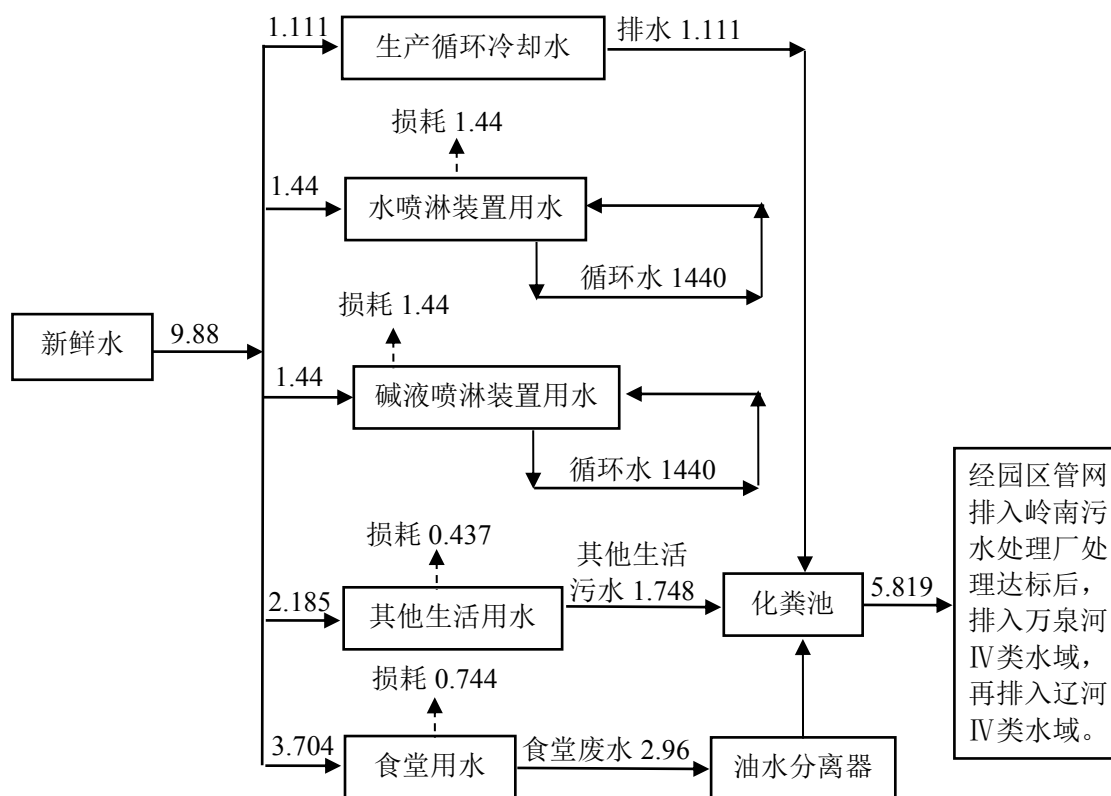 1.111
生产循环冷却水
排水 1.111
损耗 1.44
1.44
水喷淋装置用水
循环水 1440
损耗 1.44
新鲜水
9.88
1.44
碱液喷淋装置用水
循环水 1440
损耗 0.437
2.185
其他生活用水
其他生活
污水 1.748
化粪池
5.819
经园区管网
排入岭南污
水处理厂处
理达标后，
排入万泉河
Ⅳ类水域，
再排入辽河
Ⅳ类水域。
损耗 0.744
3.704
食堂用水
食堂废水 2.96
油水分离器